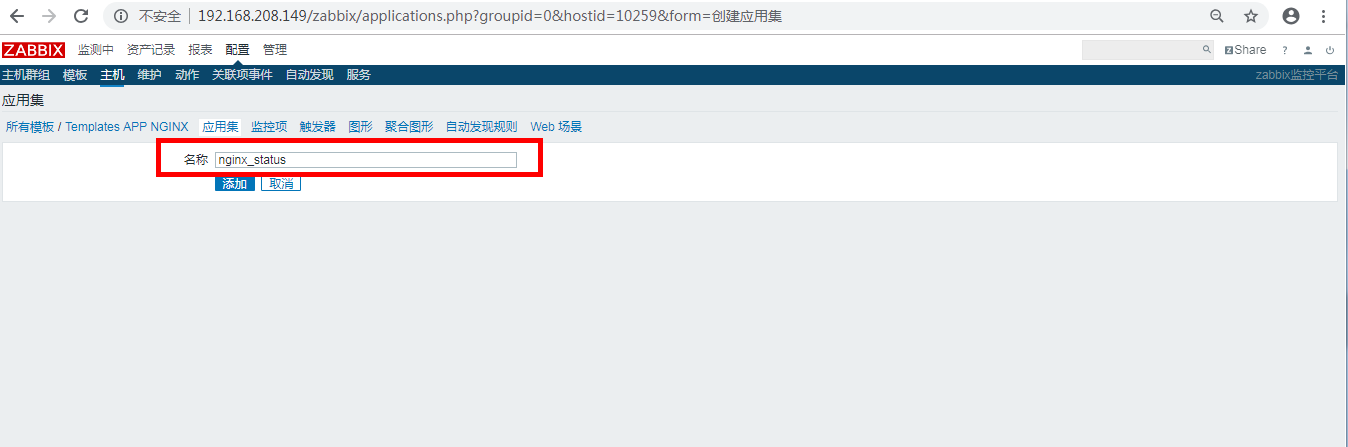 不安全 192.168.208.149/zabbix/applications.php?groupid=0&hostid=10259&form=创建应用集
ZABBIX 监测中 资产记录 报表 配置 管理 Z Share ?
主机群组 模板 主机 维护 动作 关联项事件 自动发现 服务 zabbix监控平台
应用集
所有模板 / Templates APP NGINX 应用集 监控项 触发器 图形 聚合图形 自动发现规则 Web 场景
名称 nginx_status
添加 取消